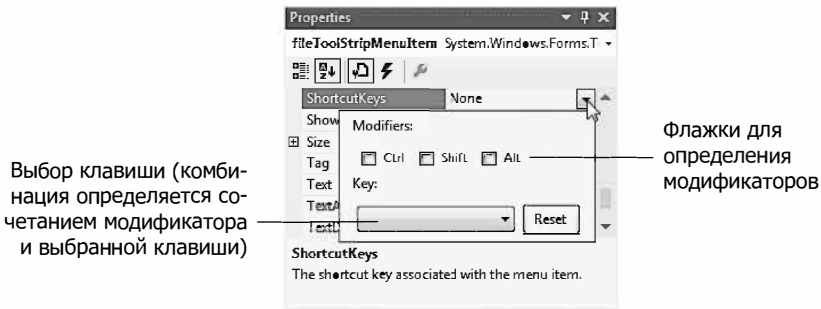 Properties
fileToolStripMenuItem System.Windows.Forms.T
ShortcutKeys None
Show
Modifiers:
Size
Ctrl Shift Alt
Tag
Text
Key:
TextA
Reset
TextD
ShortcutKeys
The shortcut key associated with the menu item.
Выбор клавиши (комби-
нация определяется со-
четанием модификатора
и выбранной клавиши)
Флажки для
определения
модификаторов